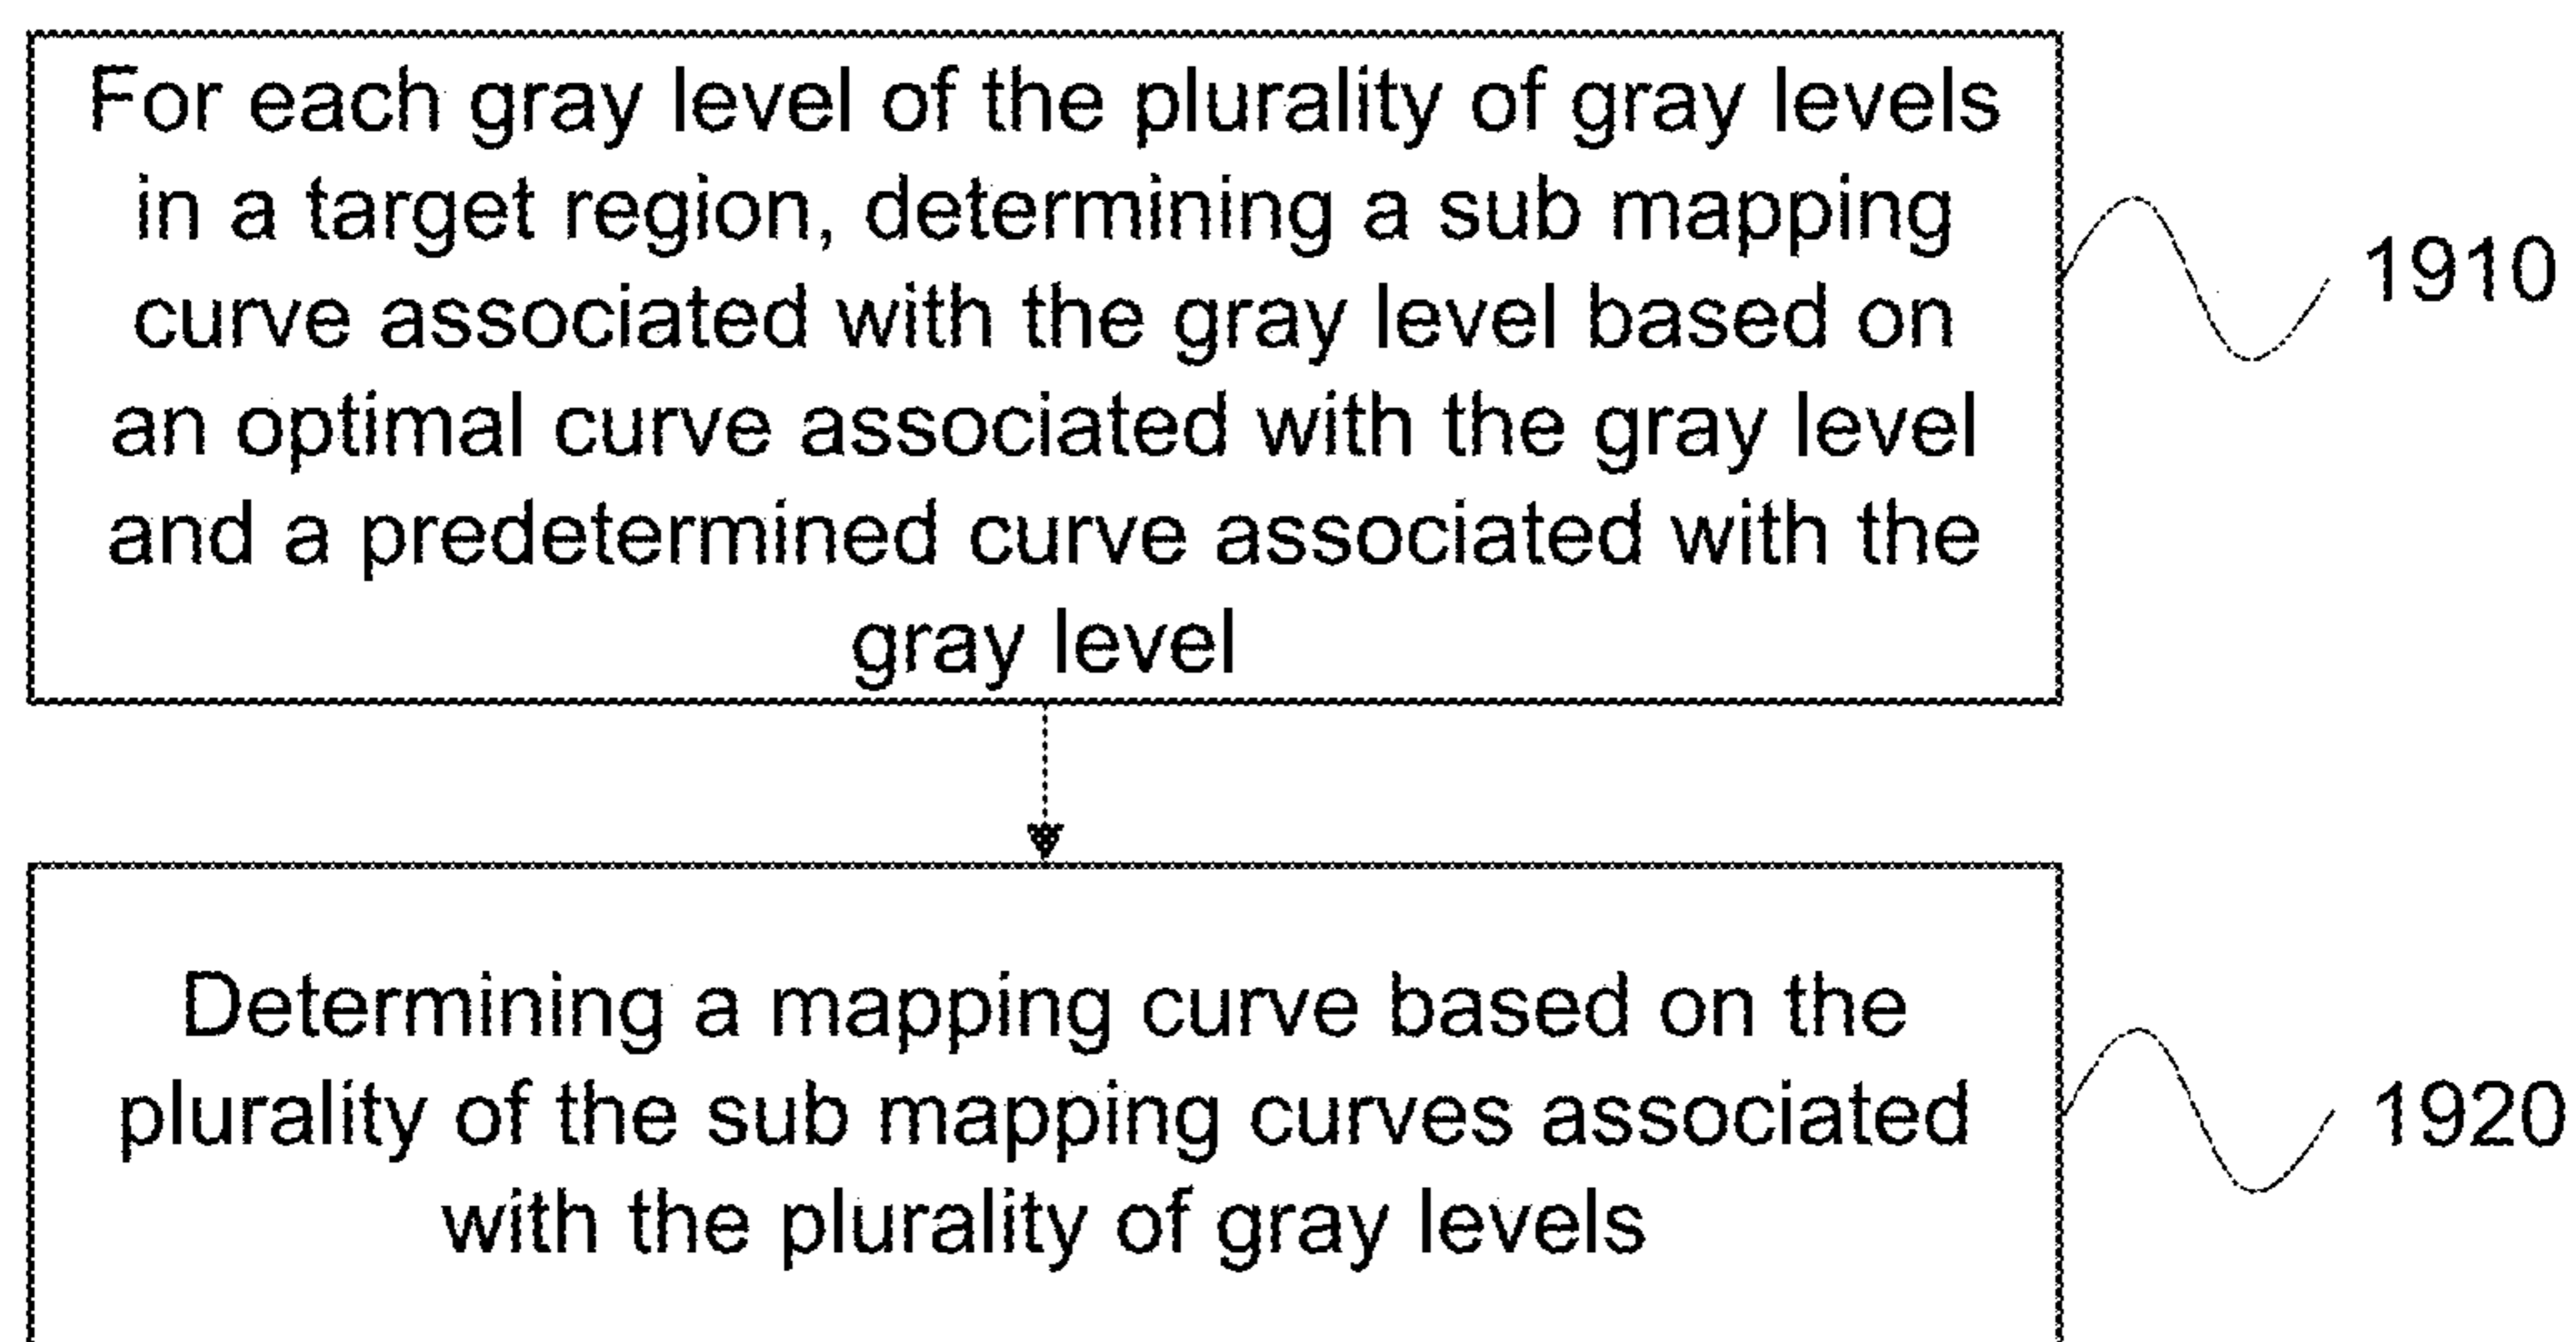 For each gray level of the plurality of gray levels
in a target region, determining a sub mapping
curve associated with the gray level based on
an optimal curve associated with the gray level
and a predetermined curve associated with the
gray level
1910
Determining a mapping curve based on the
plurality of the sub mapping curves associated
with the plurality of gray levels
1920